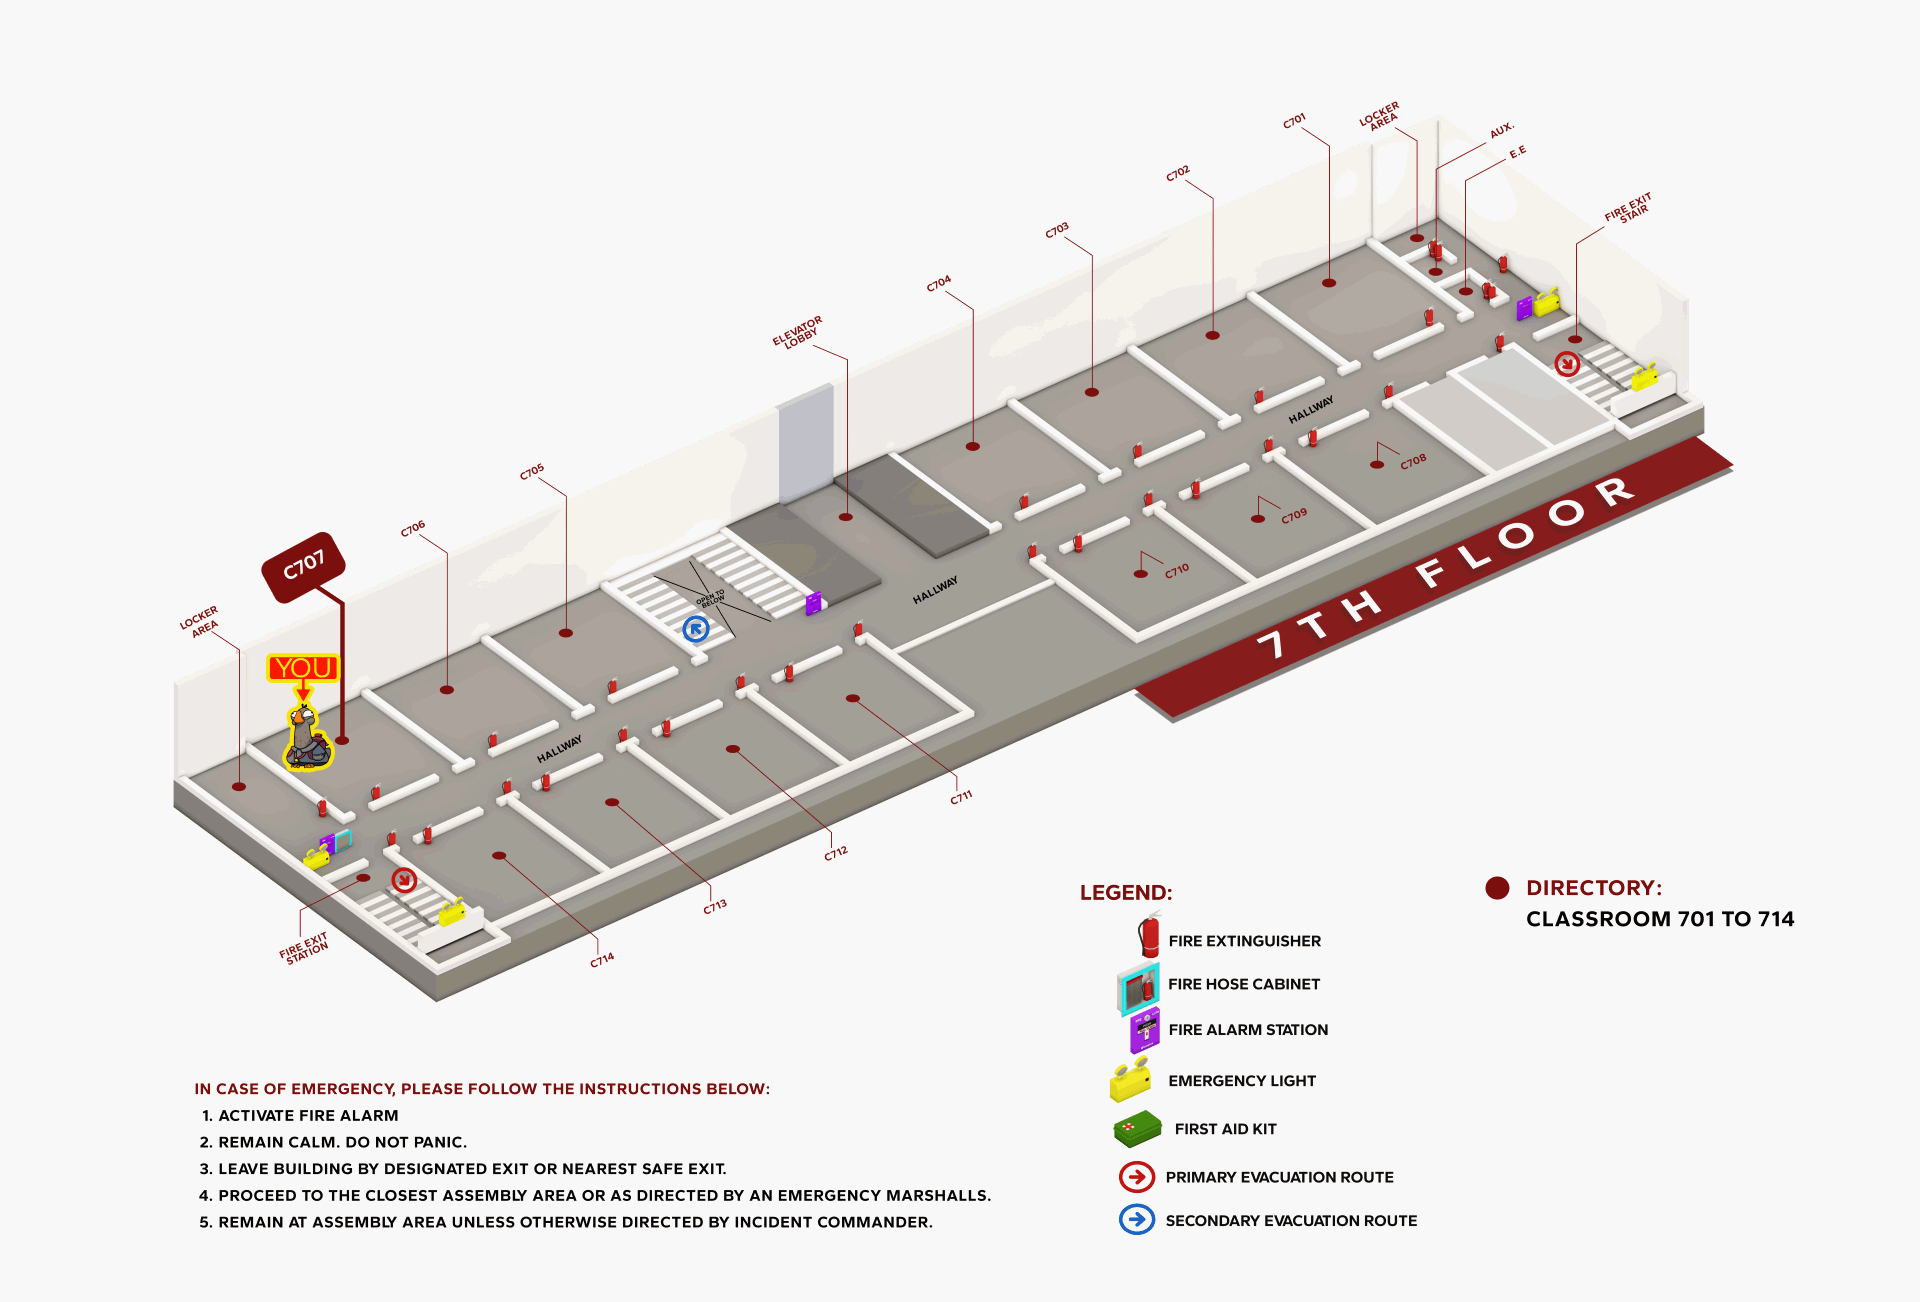 C701
LOCKER
AREA
AUX.
E.E
C702
FIRE EXIT
STAIR
C703
C704
ELEVATOR
LOBBY
C705
C706
C707
LOCKER
AREA
YOU
OPEN TO
BELOW
HALLWAY
HALLWAY
HALLWAY
C708
C709
C710
7TH FLOOR
C711
C712
C713
C714
FIRE EXIT
STATION
LEGEND:
FIRE EXTINGUISHER
FIRE HOSE CABINET
FIRE ALARM STATION
EMERGENCY LIGHT
FIRST AID KIT
PRIMARY EVACUATION ROUTE
SECONDARY EVACUATION ROUTE
DIRECTORY:
CLASSROOM 701 TO 714
IN CASE OF EMERGENCY, PLEASE FOLLOW THE INSTRUCTIONS BELOW:
1. ACTIVATE FIRE ALARM
2. REMAIN CALM. DO NOT PANIC.
3. LEAVE BUILDING BY DESIGNATED EXIT OR NEAREST SAFE EXIT.
4. PROCEED TO THE CLOSEST ASSEMBLY AREA OR AS DIRECTED BY AN EMERGENCY MARSHALLS.
5. REMAIN AT ASSEMBLY AREA UNLESS OTHERWISE DIRECTED BY INCIDENT COMMANDER.